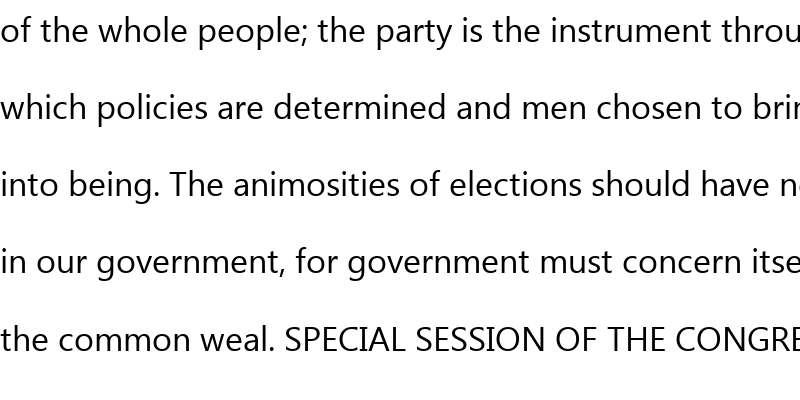 of the whole people; the party is the instrument throu
which policies are determined and men chosen to brin
into being. The animosities of elections should have n
in our government, for government must concern itse
the common weal. SPECIAL SESSION OF THE CONGRE